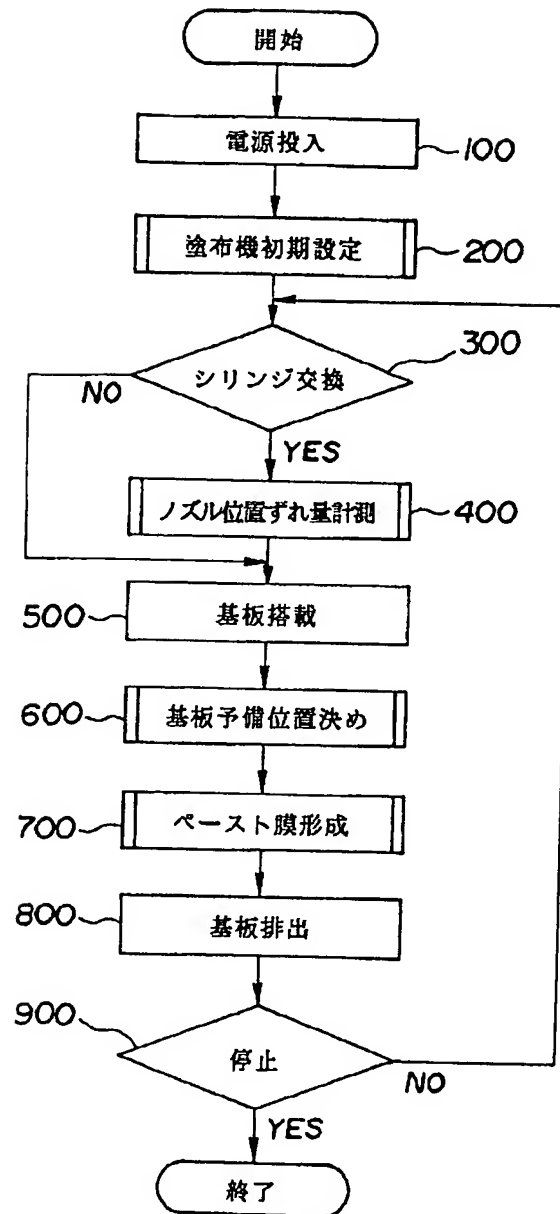 開始
電源投入
100
塗布機初期設定
200
シリンジ交換
300
NO
YES
ノズル位置ずれ量計測
400
500
基板搭載
600
基板予備位置決め
700
ペースト膜形成
800
基板排出
900
停止
NO
YES
終了